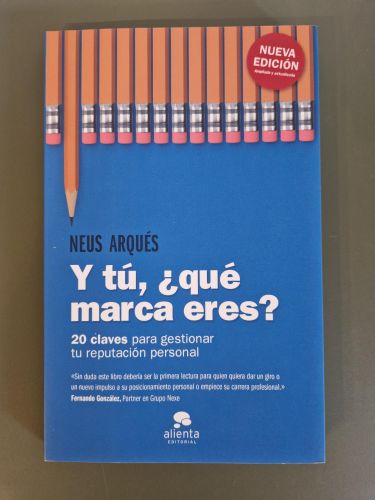 NUEVA
EDICIÓN
Ampliada y actualizada
NEUS ARQUÉS
Y tú, ¿qué
marca eres?
20 claves para gestionar
tu reputación personal
«Sin duda este libro debería ser la primera lectura para quien quiera dar un giro o
un nuevo impulso a su posicionamiento personal o empiece su carrera profesional.»
Fernando González, Partner en Grupo Nexe
alienta
EDITORIAL